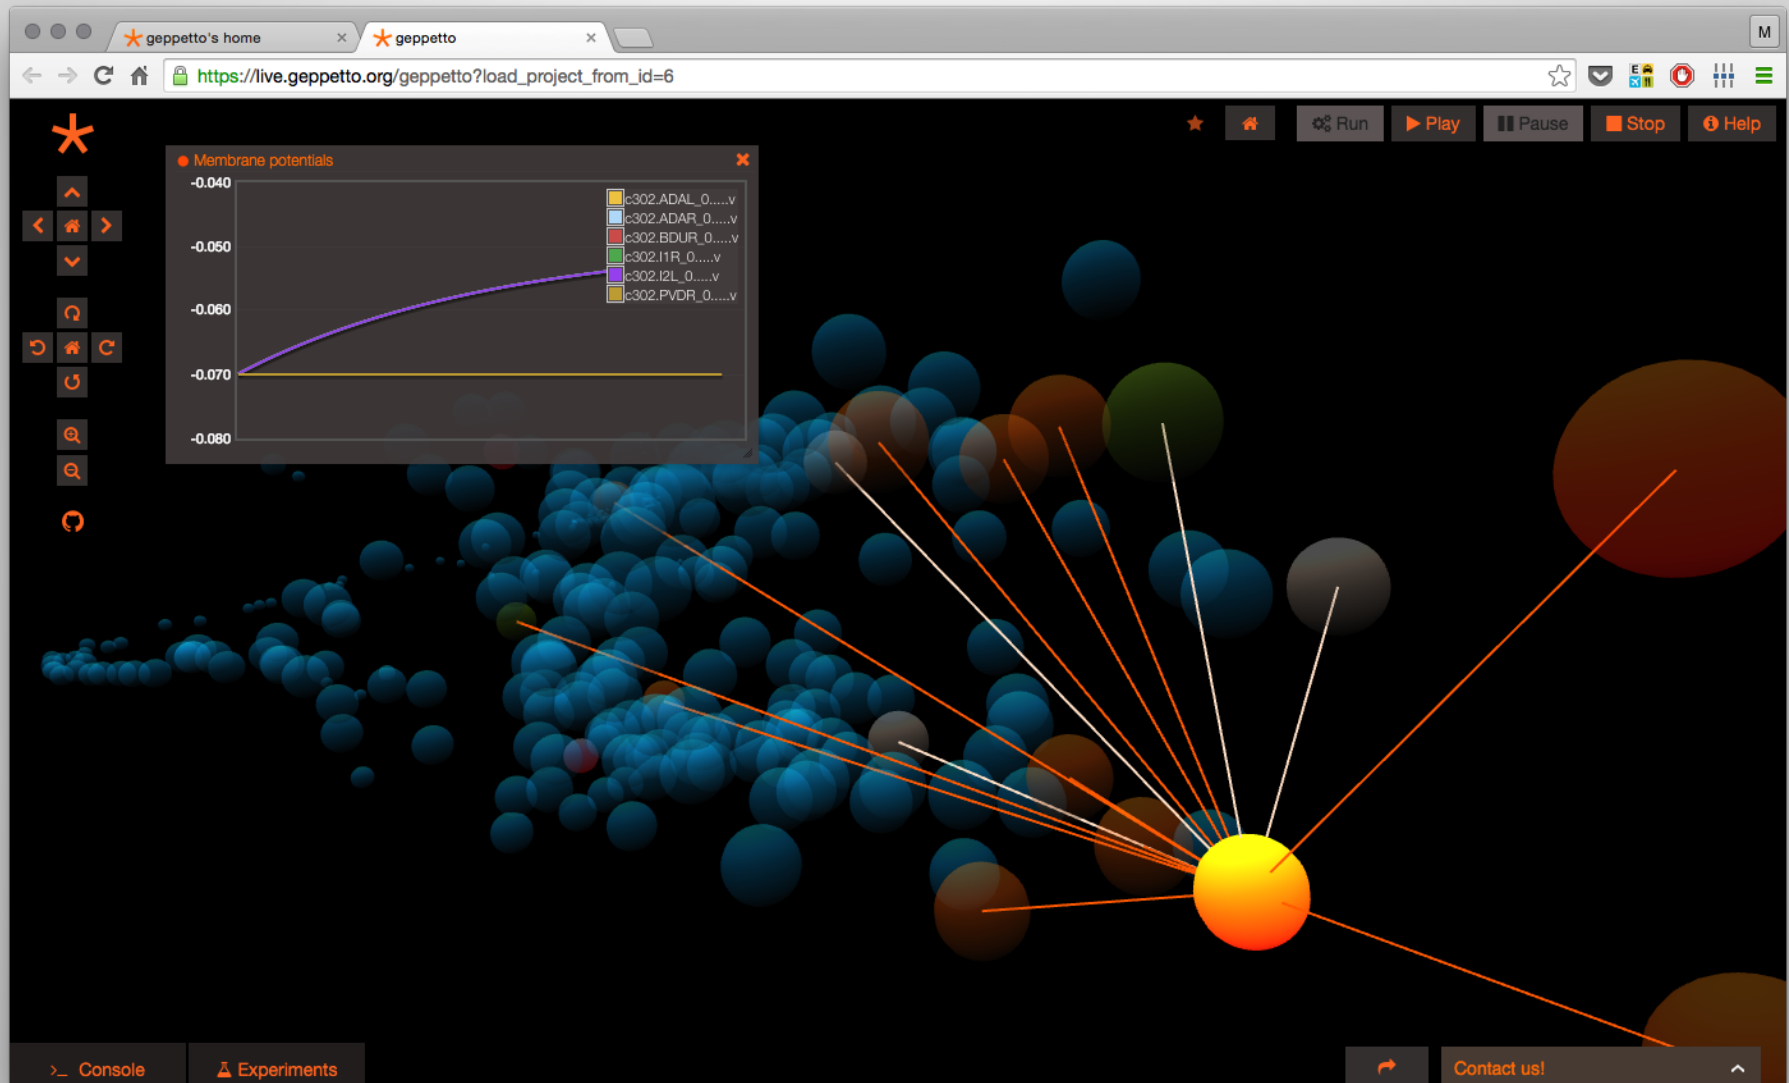 geppetto's home
geppetto
M
https://live.geppetto.org/geppetto?load_project_from_id=6
E
Run
Play
Pause
Stop
Help
Membrane potentials
-0.040
-0.050
-0.060
-0.070
-0.080
c302.ADAL_0.....v
c302.ADAR_0.....v
c302.BDUR_0.....v
c302.I1R_0.....v
c302.I2L_0.....v
c302.PVDR_0.....v
>_ Console
Experiments
Contact us!